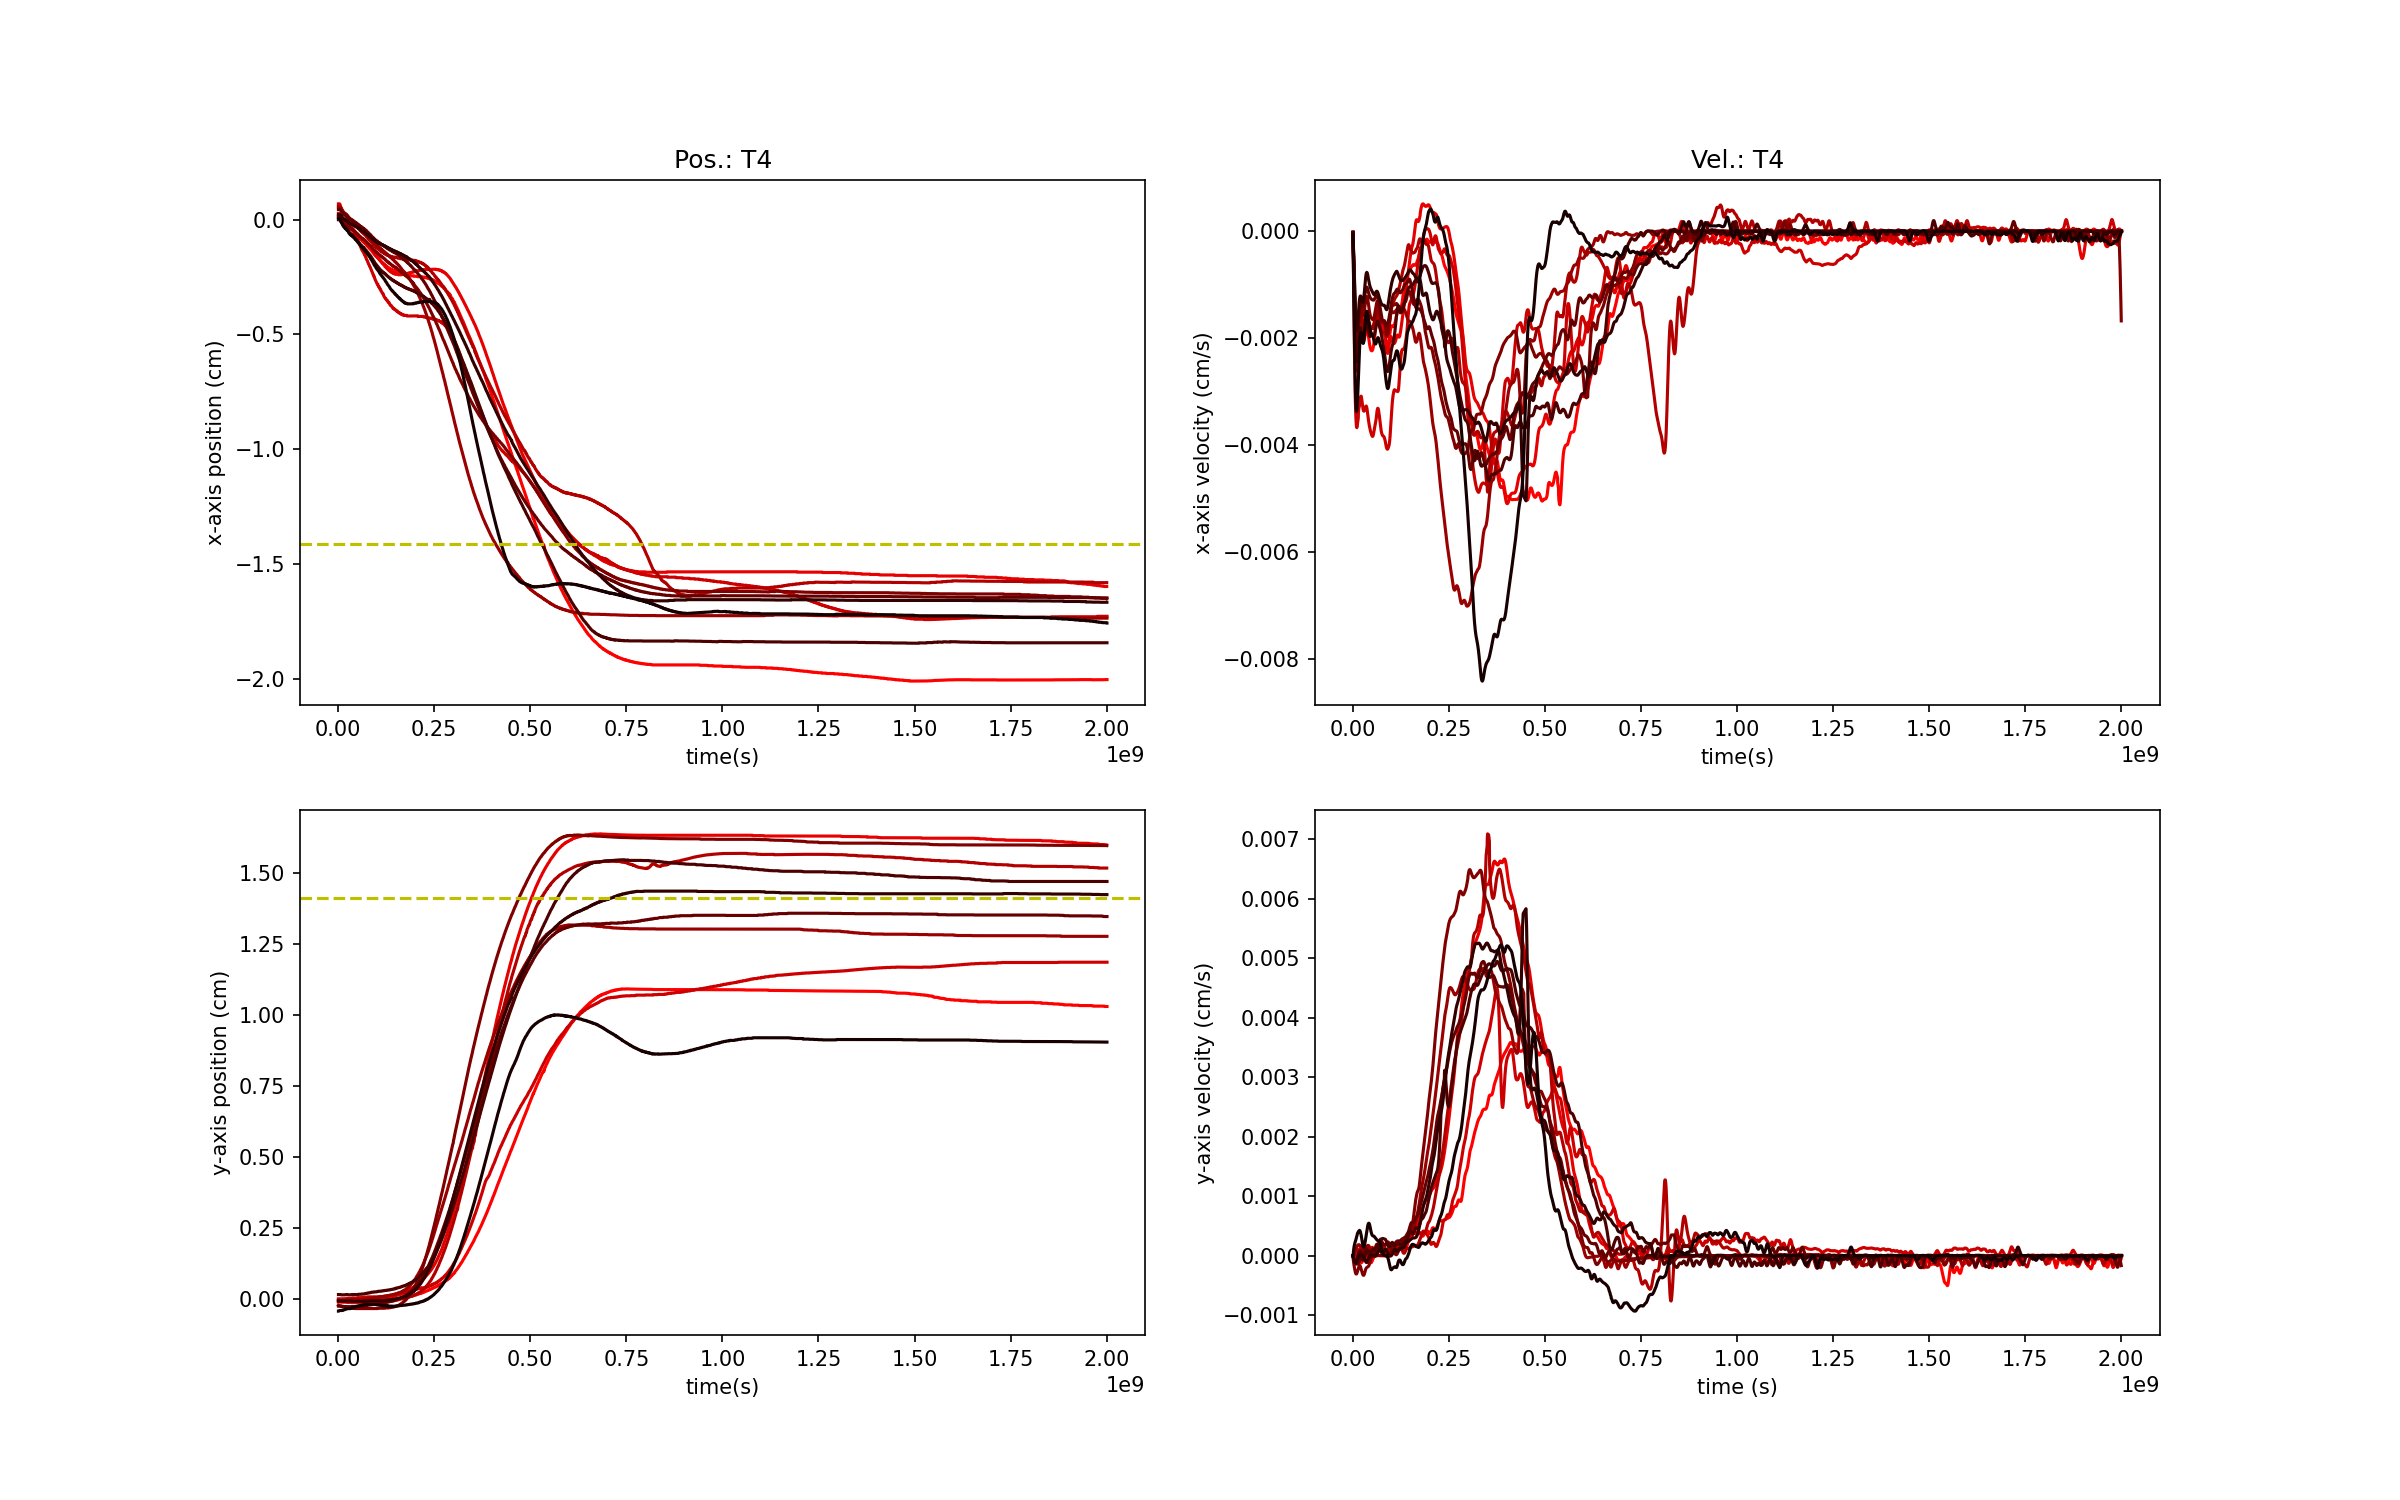 Pos.: T4
x-axis position (cm)
0.0
−0.5
−1.0
−1.5
−2.0
0.00 0.25 0.50 0.75 1.00 1.25 1.50 1.75 2.00
1e9
time(s)
Vel.: T4
x-axis velocity (cm/s)
0.000
−0.002
−0.004
−0.006
−0.008
0.00 0.25 0.50 0.75 1.00 1.25 1.50 1.75 2.00
1e9
time(s)
y-axis position (cm)
1.50
1.25
1.00
0.75
0.50
0.25
0.00
0.00 0.25 0.50 0.75 1.00 1.25 1.50 1.75 2.00
1e9
time(s)
y-axis velocity (cm/s)
0.007
0.006
0.005
0.004
0.003
0.002
0.001
0.000
−0.001
0.00 0.25 0.50 0.75 1.00 1.25 1.50 1.75 2.00
1e9
time (s)